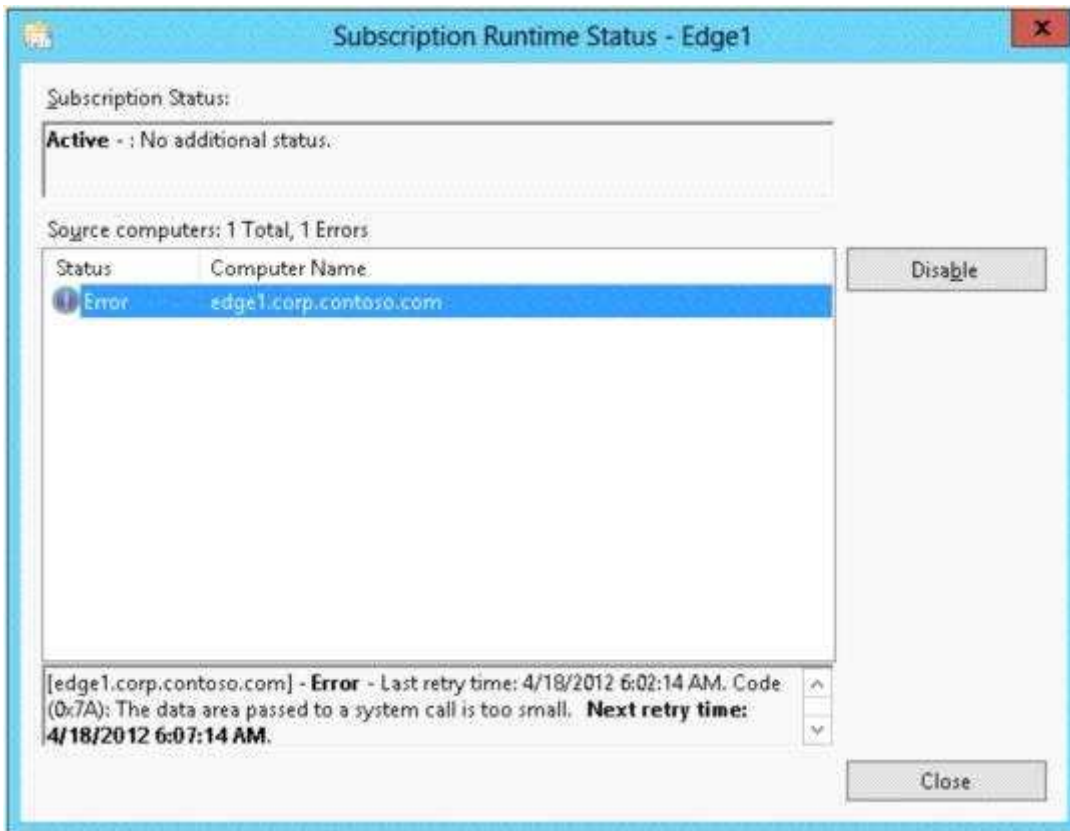 Subscription Runtime Status - Edge1
x
Subscription Status:
Active - : No additional status.
Source computers: 1 Total, 1 Errors
Status Computer Name
Disable
Error edge1.corp.contoso.com
[edge1.corp.contoso.com] - Error - Last retry time: 4/18/2012 6:02:14 AM. Code
(0x7A): The data area passed to a system call is too small. Next retry time:
4/18/2012 6:07:14 AM.
Close